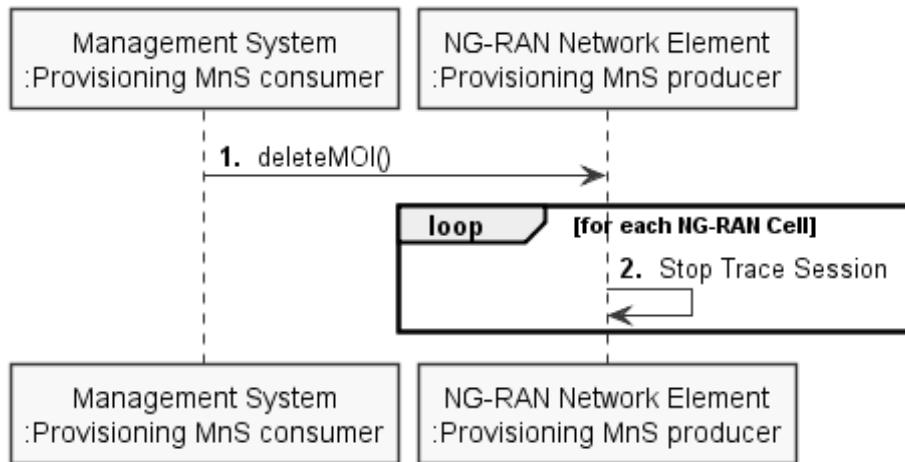 Management System
:Provisioning MnS consumer
NG-RAN Network Element
:Provisioning MnS producer
1. deleteMOI()
loop [for each NG-RAN Cell]
2. Stop Trace Session
Management System
:Provisioning MnS consumer
NG-RAN Network Element
:Provisioning MnS producer